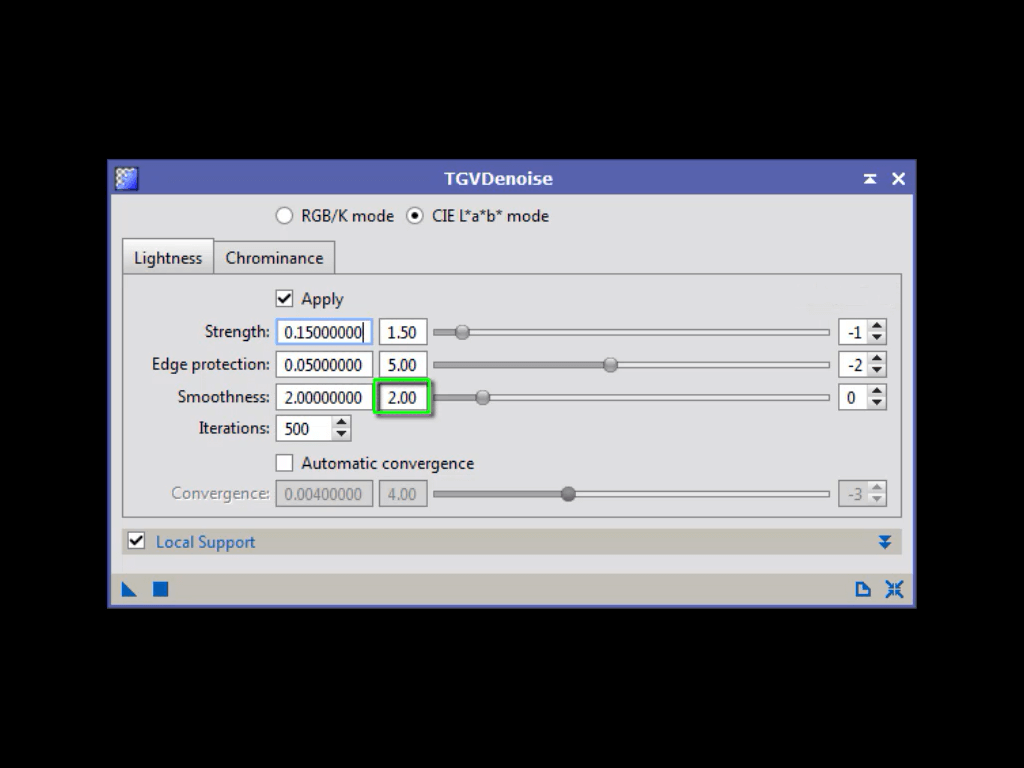 TGVDenoise
RGB/K mode CIE L*a*b* mode
Lightness Chrominance
Apply
Strength: 0.15000000 1.50 -1
Edge protection: 0.05000000 5.00 -2
Smoothness: 2.00000000 2.00 0
Iterations: 500
Automatic convergence
Convergence: 0.00400000 4.00 -3
Local Support